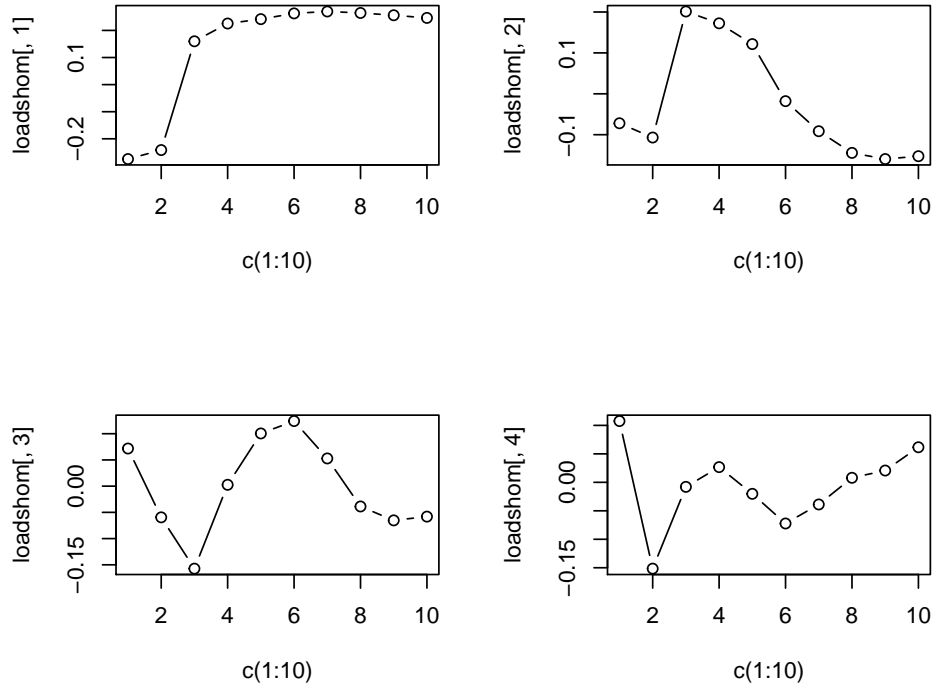 loadshom[, 1]
0.1
−0.2
2 4 6 8 10
c(1:10)
loadshom[, 2]
0.1
−0.1
2 4 6 8 10
c(1:10)
loadshom[, 3]
0.00
−0.15
2 4 6 8 10
c(1:10)
loadshom[, 4]
0.00
−0.15
2 4 6 8 10
c(1:10)